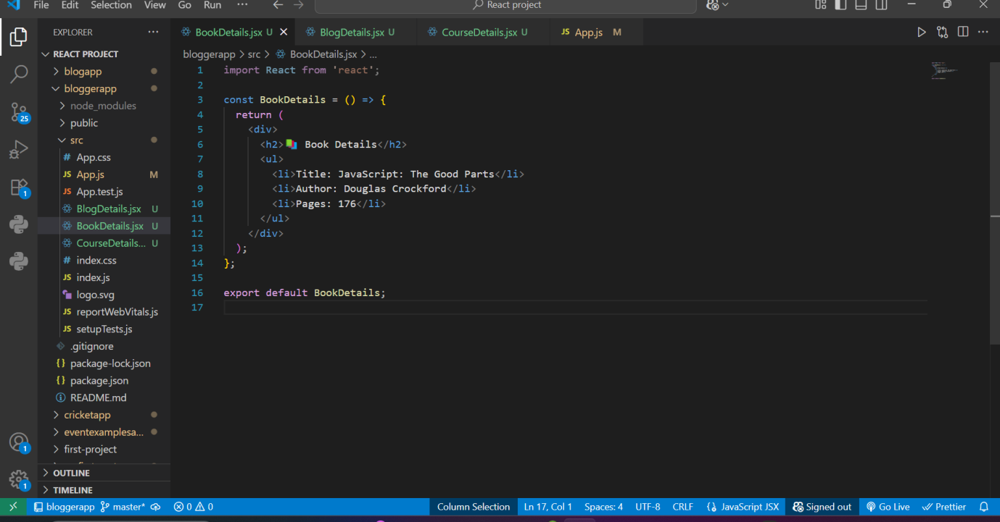 File Edit Selection View Go Run ··· React project
EXPLORER ···
BookDetails.jsx U
BlogDetails.jsx U
CourseDetails.jsx U
JS App.js M
bloggerapp > src > BookDetails.jsx > ...
REACT PROJECT
blogapp
bloggerapp
node_modules
public
src
# App.css
JS App.js M
JS App.test.js
BlogDetails.jsx U
BookDetails.jsx U
CourseDetails... U
# index.css
JS index.js
logo.svg
JS reportWebVitals.js
JS setupTests.js
.gitignore
{} package-lock.json
{} package.json
README.md
cricketapp
eventexamplesa...
first-project
OUTLINE
TIMELINE
25
1
1
1
1 import React from 'react';
2
3 const BookDetails = () => {
4 return (
5 <div>
6 <h2>📚 Book Details</h2>
7 <ul>
8 <li>Title: JavaScript: The Good Parts</li>
9 <li>Author: Douglas Crockford</li>
10 <li>Pages: 176</li>
11 </ul>
12 </div>
13 );
14 };
15
16 export default BookDetails;
17
bloggerapp master* 0 0 Column Selection Ln 17, Col 1 Spaces: 4 UTF-8 CRLF {} JavaScript JSX Signed out Go Live Prettier